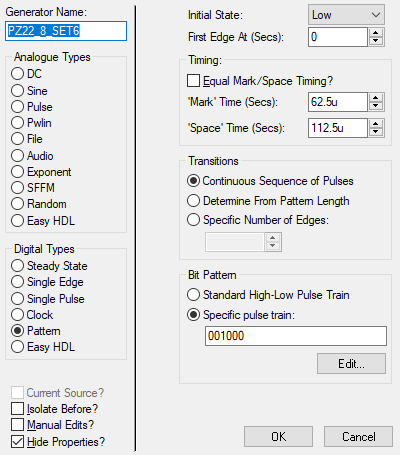 Generator Name:
PZ22_8_SET6
Analogue Types
DC
Sine
Pulse
Pwlin
File
Audio
Exponent
SFFM
Random
Easy HDL
Digital Types
Steady State
Single Edge
Single Pulse
Clock
Pattern
Easy HDL
Current Source?
Isolate Before?
Manual Edits?
Hide Properties?
Initial State: Low
First Edge At (Secs): 0
Timing:
Equal Mark/Space Timing?
'Mark' Time (Secs): 62.5u
'Space' Time (Secs): 112.5u
Transitions
Continuous Sequence of Pulses
Determine From Pattern Length
Specific Number of Edges:
Bit Pattern
Standard High-Low Pulse Train
Specific pulse train:
001000
Edit...
OK Cancel